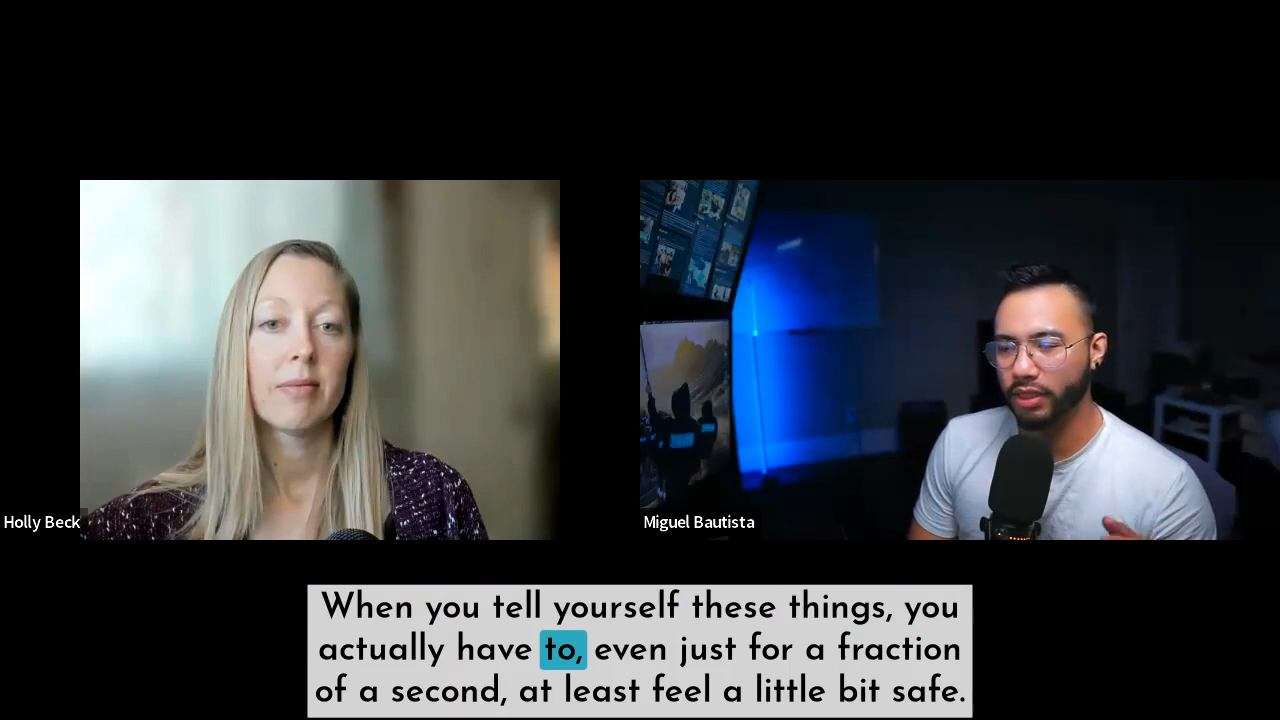 Holly Beck
Miguel Bautista
When you tell yourself these things, you
actually have to, even just for a fraction
of a second, at least feel a little bit safe.